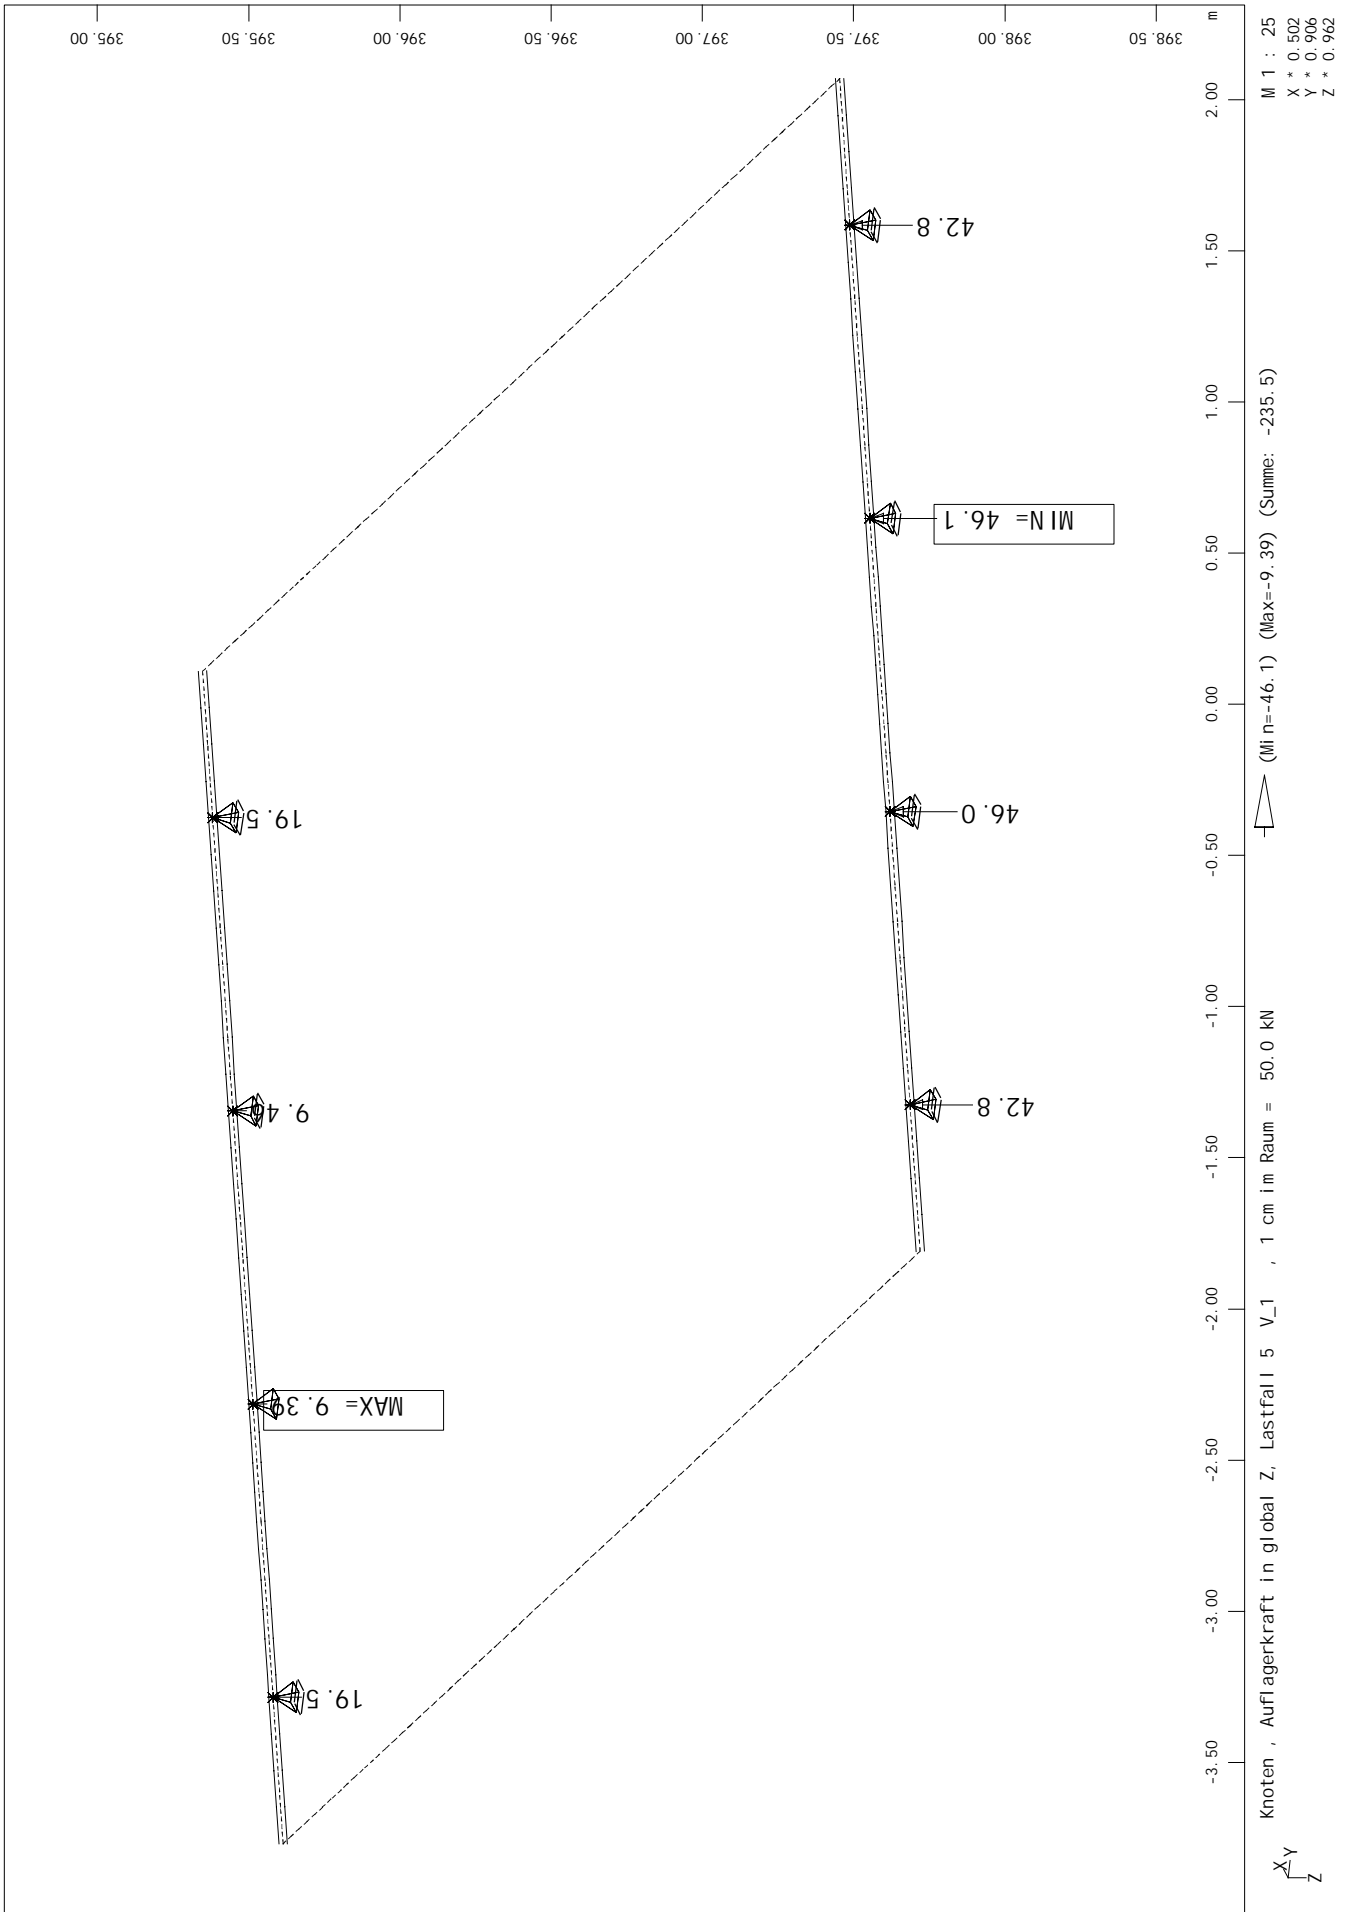 395.00
395.50
396.00
396.50
397.00
397.50
398.00
398.50
m
2.00
1.50
1.00
0.50
0.00
-0.50
-1.00
-1.50
-2.00
-2.50
-3.00
-3.50
42.8
MIN= 46.1
46.0
42.8
19.5
9.40
MAX= 9.39
19.5
Knoten , Auflagerkraft in global Z, Lastfall 5 V_1 , 1 cm im Raum = 50.0 kN (Min=-46.1) (Max=-9.39) (Summe: -235.5)
M 1 : 25
X * 0.502
Y * 0.906
Z * 0.962
X
Y
Z